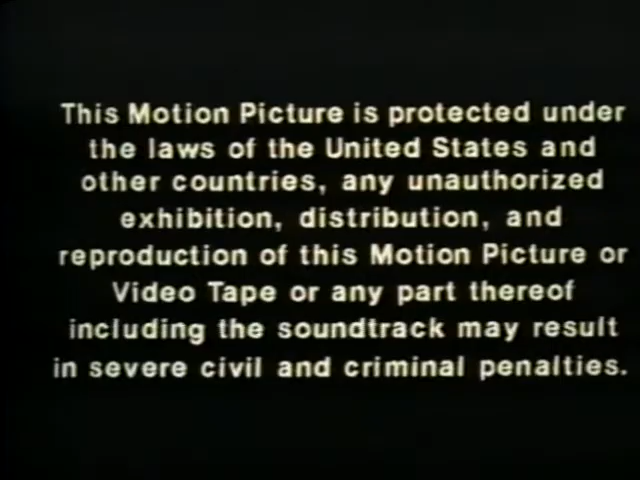 This Motion Picture is protected under
the laws of the United States and
other countries, any unauthorized
exhibition, distribution, and
reproduction of this Motion Picture or
Video Tape or any part thereof
including the soundtrack may result
in severe civil and criminal penalties.